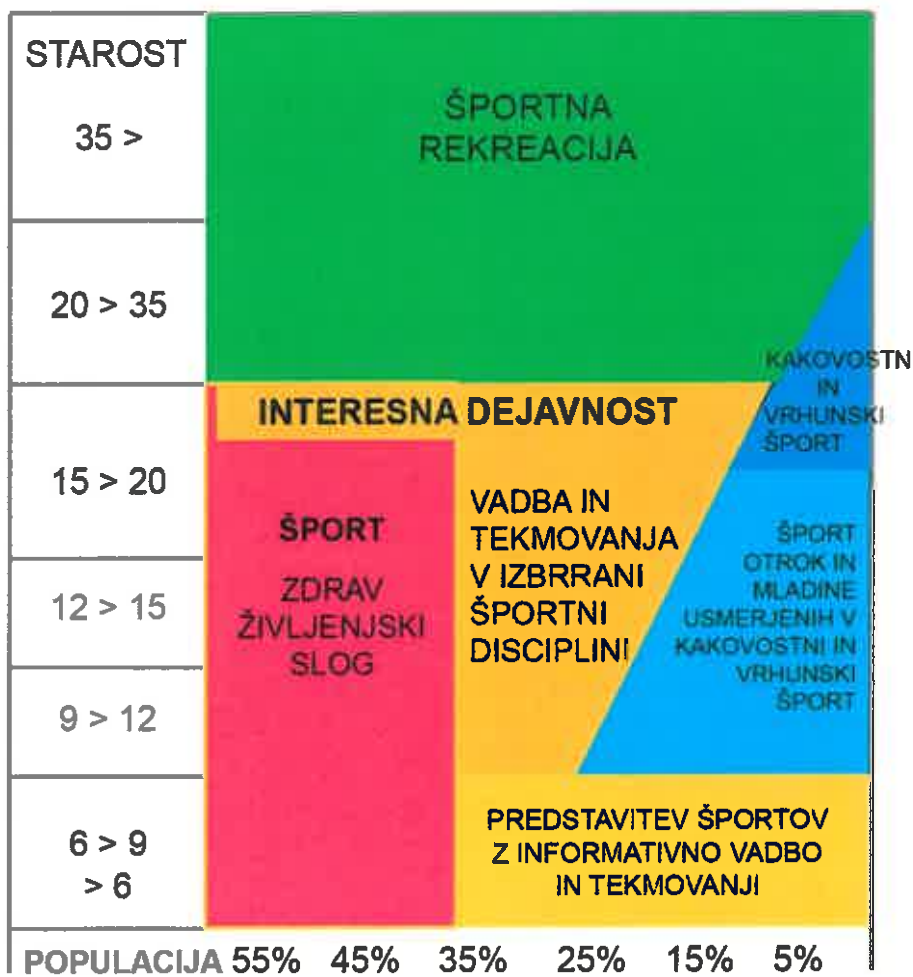 STAROST
35 >
ŠPORTNA
REKREACIJA
20 > 35
KAKOVOSTN
IN
VRHUNSKI
ŠPORT
INTERESNA DEJAVNOST
15 > 20
ŠPORT
ZDRAV
ŽIVLJENJSKI
SLOG
VADBA IN
TEKMOVANJA
V IZBRRANI
ŠPORTNI
DISCIPLINI
ŠPORT
OTROK IN
MLADINE
USMERJENIH V
KAKOVOSTNI IN
VRHUNSKI
ŠPORT
12 > 15
9 > 12
6 > 9
> 6
PREDSTAVITEV ŠPORTOV
Z INFORMATIVNO VADBO
IN TEKMOVANJI
POPULACIJA 55% 45% 35% 25% 15% 5%